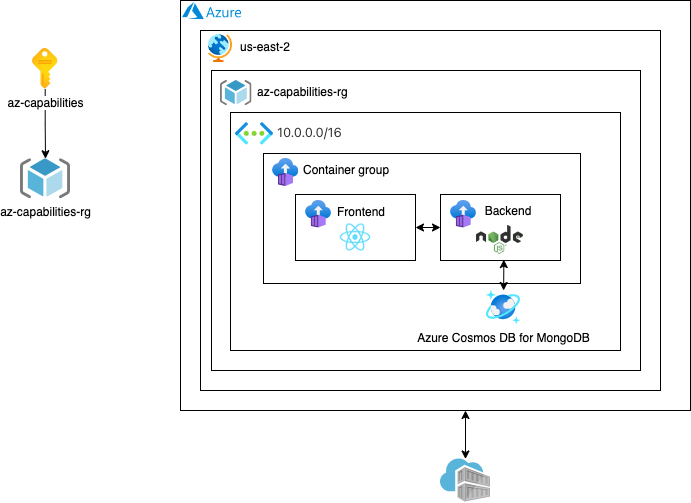 Azure
us-east-2
az-capabilities
az-capabilities-rg
10.0.0.0/16
Container group
Frontend
Backend
node
JS
az-capabilities-rg
Azure Cosmos DB for MongoDB